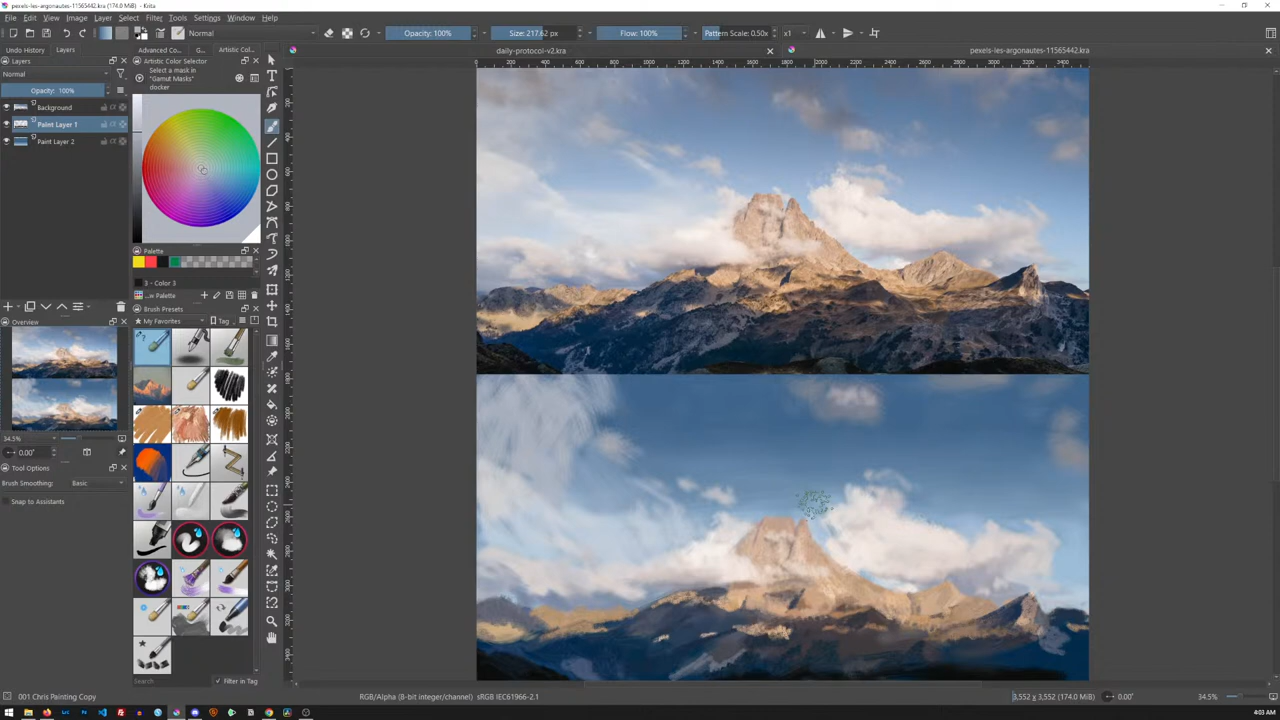 pexels-les-argonautes-11565442.kra (174.0 MiB) - Krita
File Edit View Image Layer Select Filter Tools Settings Window Help
Normal Opacity: 100% Size: 217.62 px Flow: 100% Pattern Scale: 0.50x x1
Undo History Layers Advanced Co... G... Artistic Col...
daily-protocol-v2.kra pexels-les-argonautes-11565442.kra
Layers
Normal
Opacity: 100%
Background
Paint Layer 1
Paint Layer 2
Artistic Color Selector
Select a mask in
"Gamut Masks"
docker
Palette
3 - Color 3
...w Palette
Brush Presets
My Favorites Tag
Overview
34.5%
0.00°
Tool Options
Brush Smoothing: Basic
Snap to Assistants
Search Filter in Tag
001 Chris Painting Copy RGB/Alpha (8-bit integer/channel) sRGB IEC61966-2.1 3,552 x 3,552 (174.0 MiB) 0.00° 34.5%
4:03 AM